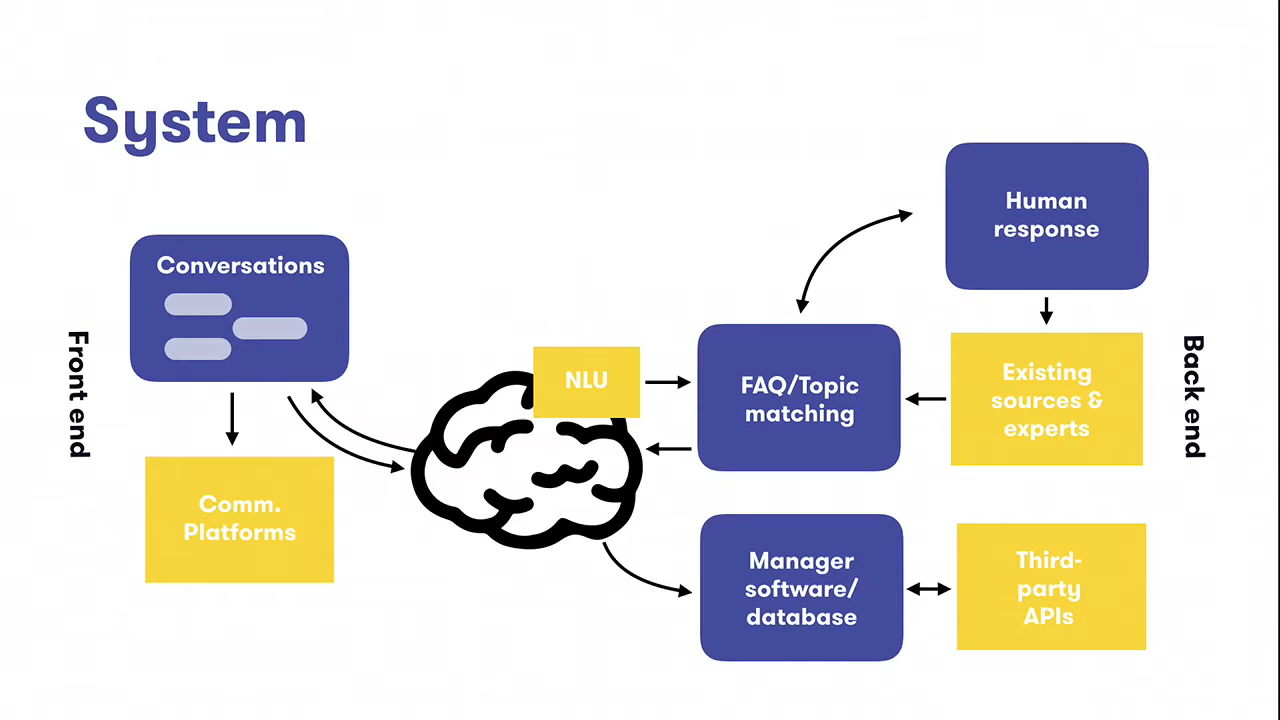 System
Front end
Conversations
Comm.
Platforms
NLU
FAQ/Topic
matching
Manager
software/
database
Human
response
Existing
sources &
experts
Third-
party
APIs
Back end